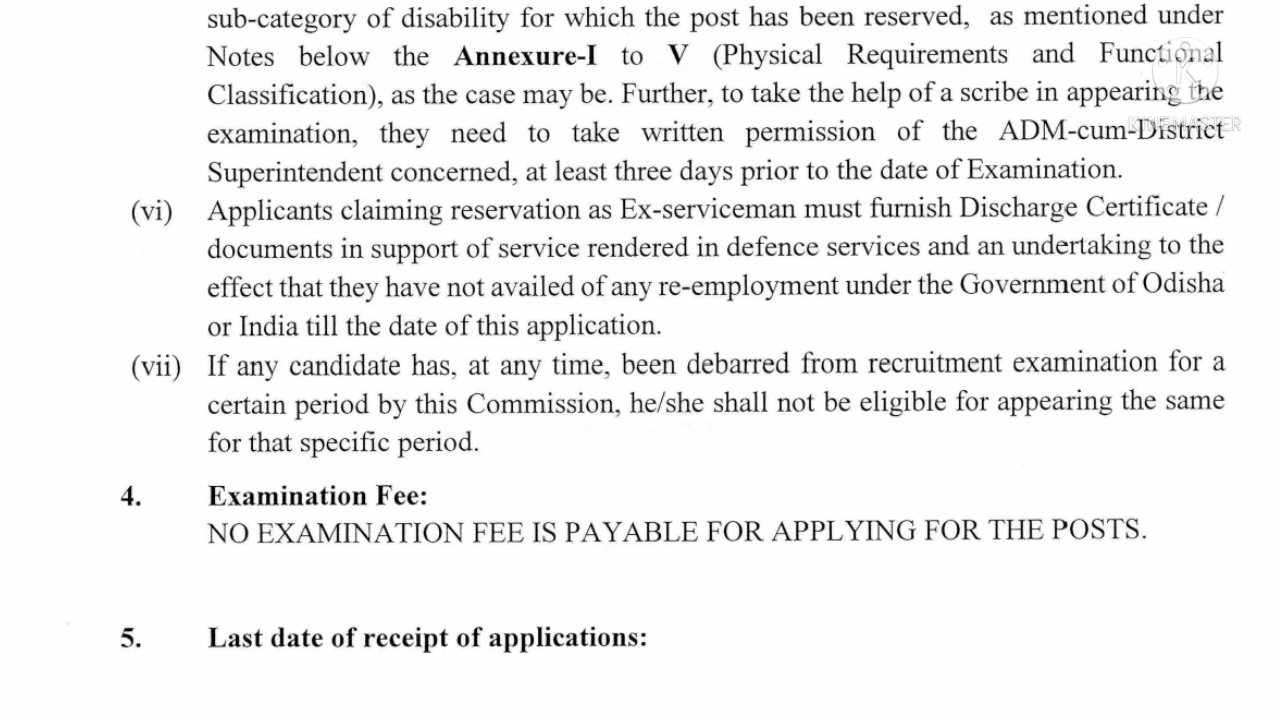 sub-category of disability for which the post has been reserved, as mentioned under
Notes below the Annexure-I to V (Physical Requirements and Functional
Classification), as the case may be. Further, to take the help of a scribe in appearing the
examination, they need to take written permission of the ADM-cum-District
Superintendent concerned, at least three days prior to the date of Examination.
(vi) Applicants claiming reservation as Ex-serviceman must furnish Discharge Certificate /
documents in support of service rendered in defence services and an undertaking to the
effect that they have not availed of any re-employment under the Government of Odisha
or India till the date of this application.
(vii) If any candidate has, at any time, been debarred from recruitment examination for a
certain period by this Commission, he/she shall not be eligible for appearing the same
for that specific period.
4. Examination Fee:
NO EXAMINATION FEE IS PAYABLE FOR APPLYING FOR THE POSTS.
5. Last date of receipt of applications:
K
KINEMASTER